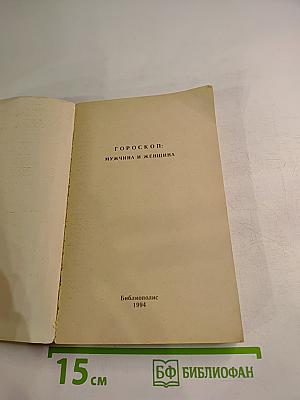 ГОРОСКОП:
МУЖЧИНА И ЖЕНЩИНА
Библиополис
1994
15 см
БФ БИБЛИОФАН